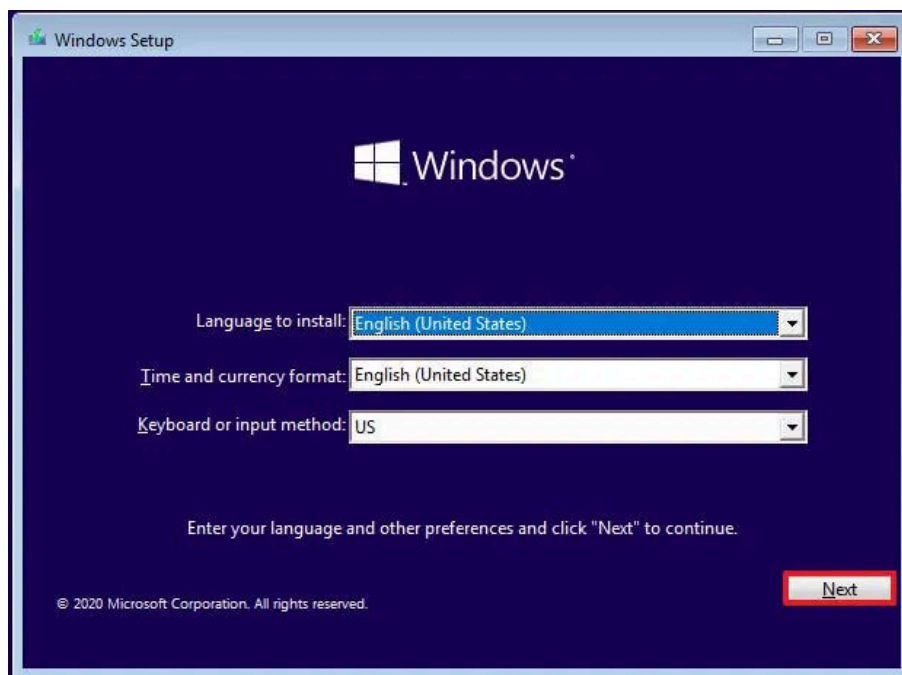 Windows Setup
Windows
Language to install: English (United States)
Time and currency format: English (United States)
Keyboard or input method: US
Enter your language and other preferences and click "Next" to continue.
Next
© 2020 Microsoft Corporation. All rights reserved.